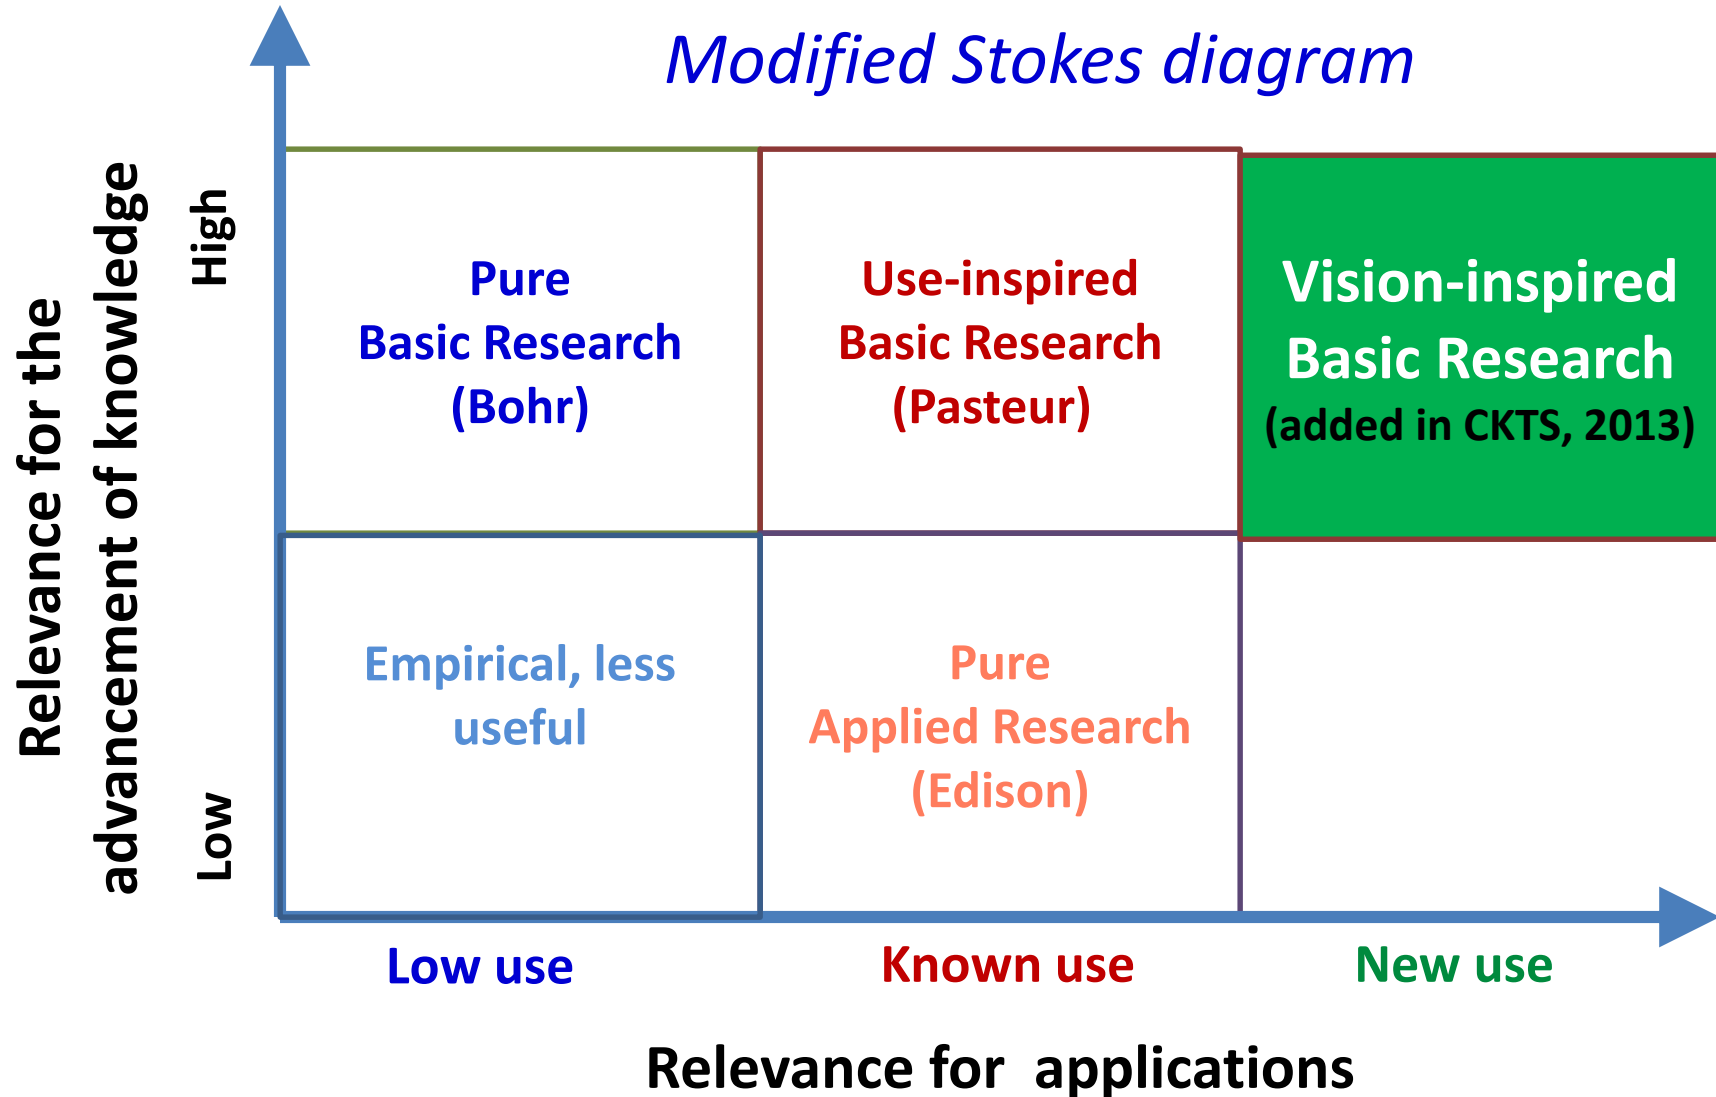 Modified Stokes diagram
Relevance for the
advancement of knowledge
High
Low
Pure
Basic Research
(Bohr)
Use-inspired
Basic Research
(Pasteur)
Vision-inspired
Basic Research
(added in CKTS, 2013)
Empirical, less
useful
Pure
Applied Research
(Edison)
Low use
Known use
New use
Relevance for applications